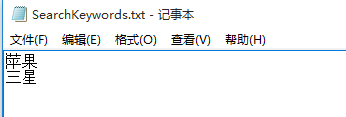 SearchKeywords.txt - 记事本
文件(F) 编辑(E) 格式(O) 查看(V) 帮助(H)
苹果
三星